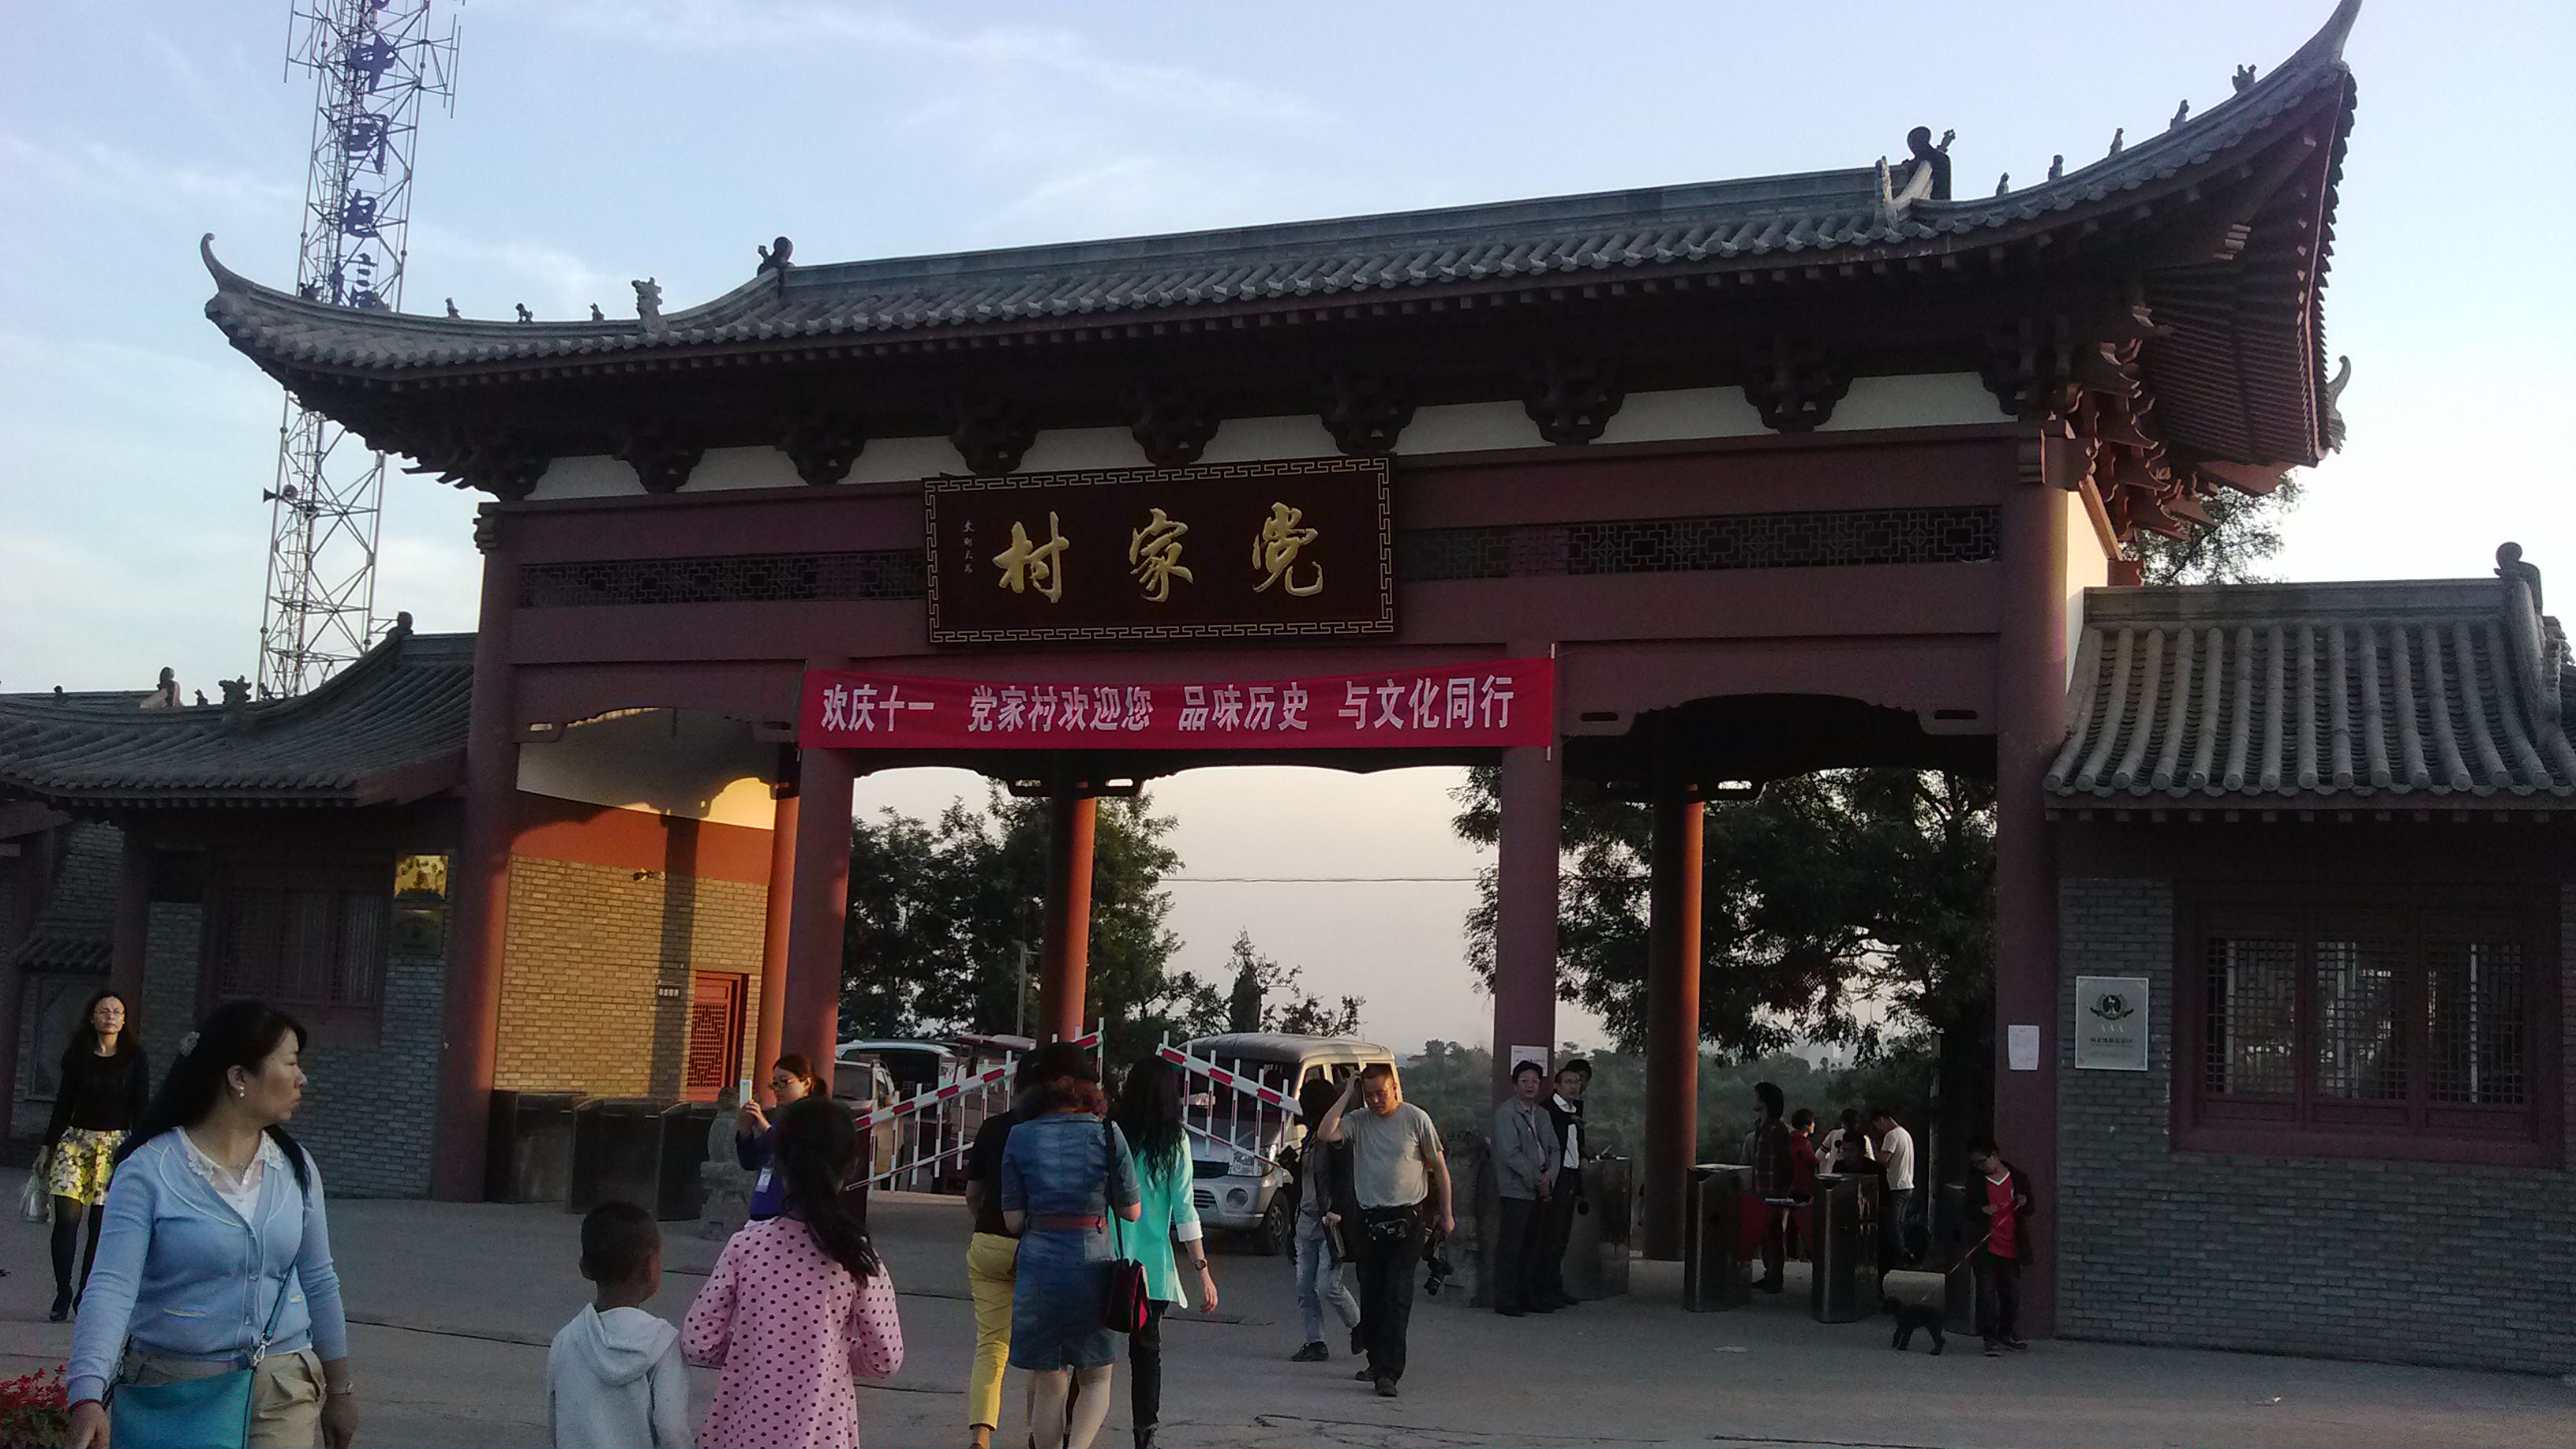 中国电信
党家村
欢庆十一 党家村欢迎您 品味历史 与文化同行
AAA